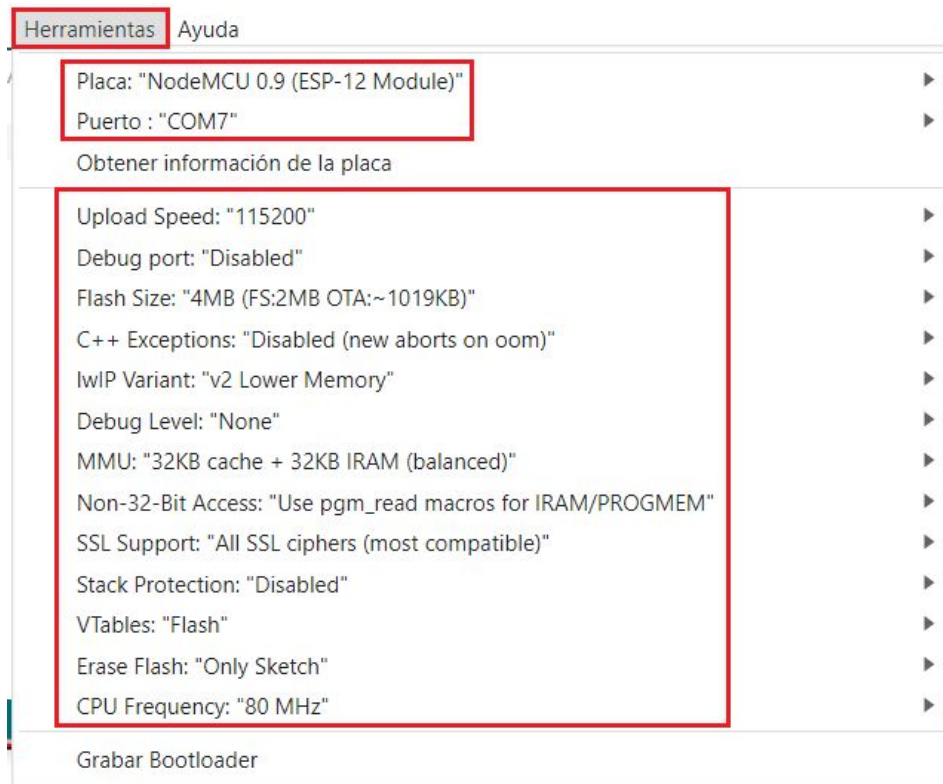 Herramientas Ayuda
Placa: "NodeMCU 0.9 (ESP-12 Module)"
Puerto : "COM7"
Obtener información de la placa
Upload Speed: "115200"
Debug port: "Disabled"
Flash Size: "4MB (FS:2MB OTA:~1019KB)"
C++ Exceptions: "Disabled (new aborts on oom)"
lwIP Variant: "v2 Lower Memory"
Debug Level: "None"
MMU: "32KB cache + 32KB IRAM (balanced)"
Non-32-Bit Access: "Use pgm_read macros for IRAM/PROGMEM"
SSL Support: "All SSL ciphers (most compatible)"
Stack Protection: "Disabled"
VTables: "Flash"
Erase Flash: "Only Sketch"
CPU Frequency: "80 MHz"
Grabar Bootloader